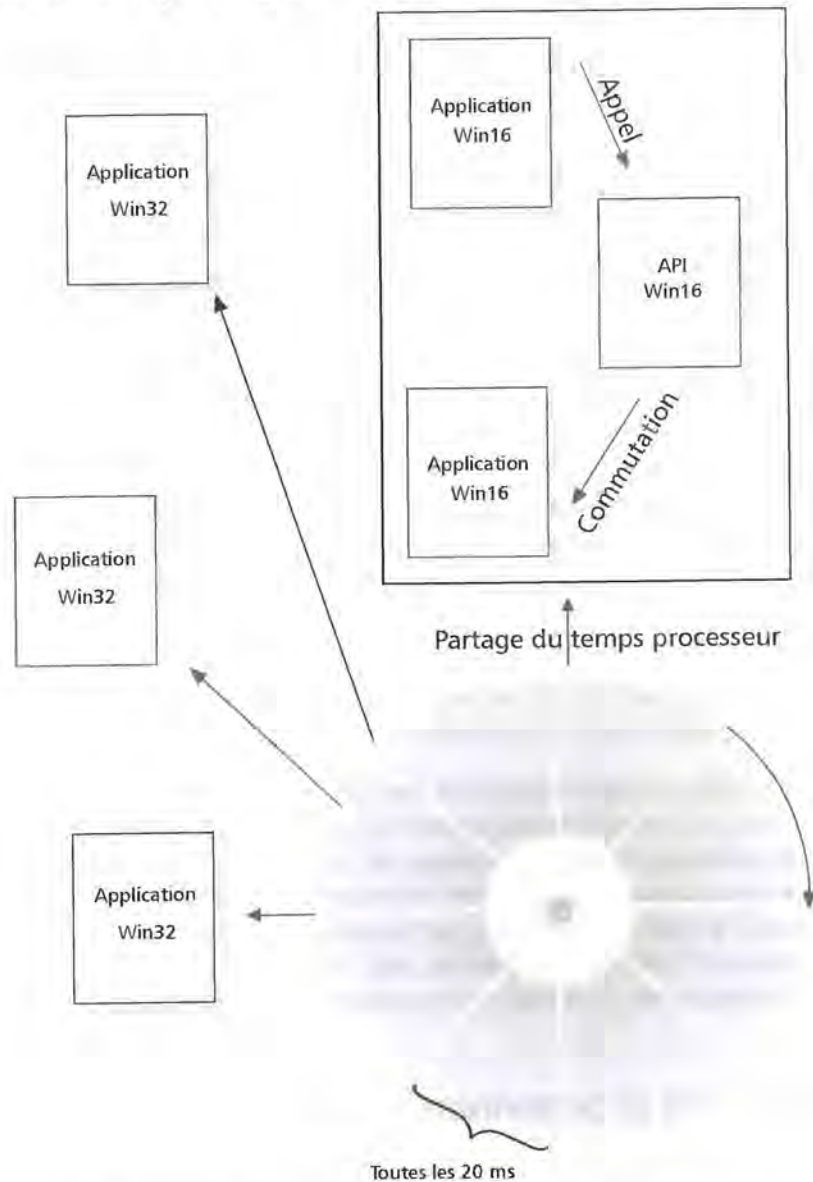 Application
Win16
Appel
Application
Win32
API
Win16
Application
Win16
Commutation
Application
Win32
Partage du temps processeur
Application
Win32
Toutes les 20 ms